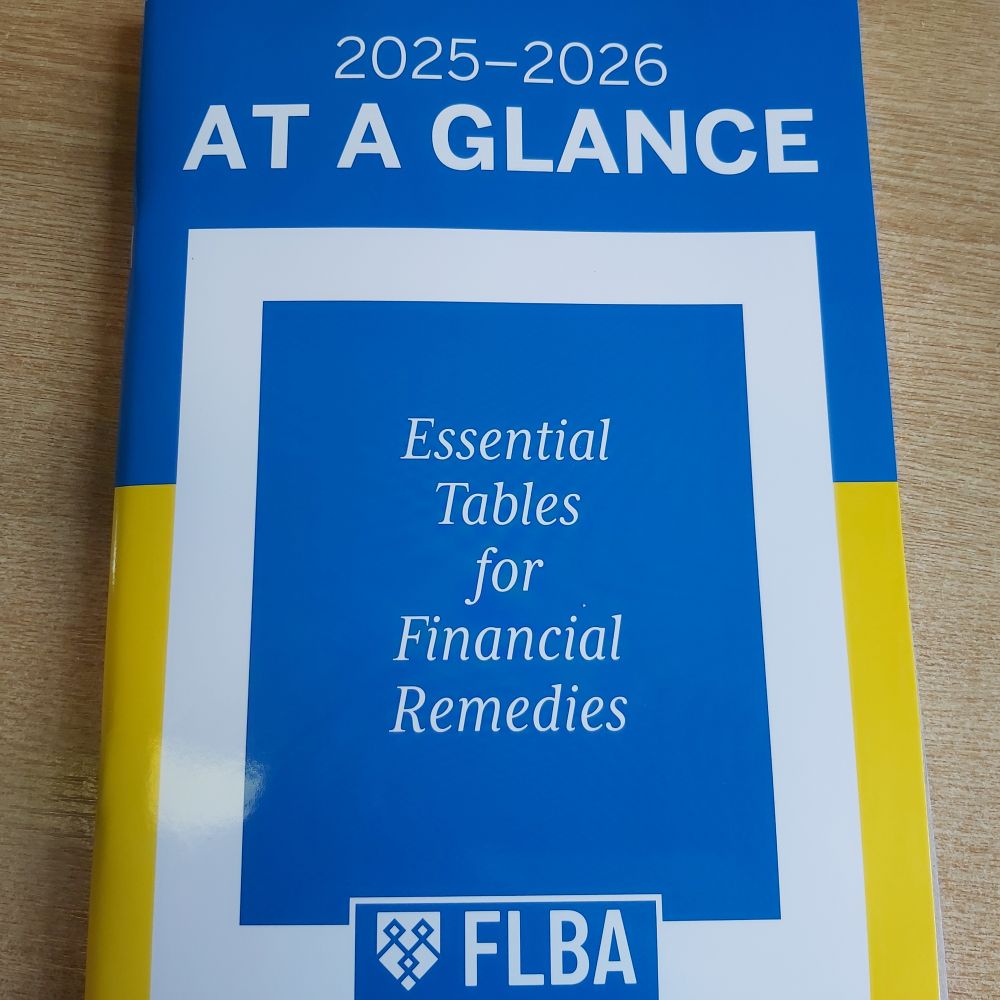 2025–2026
AT A GLANCE
Essential
Tables
for
Financial
Remedies
FLBA